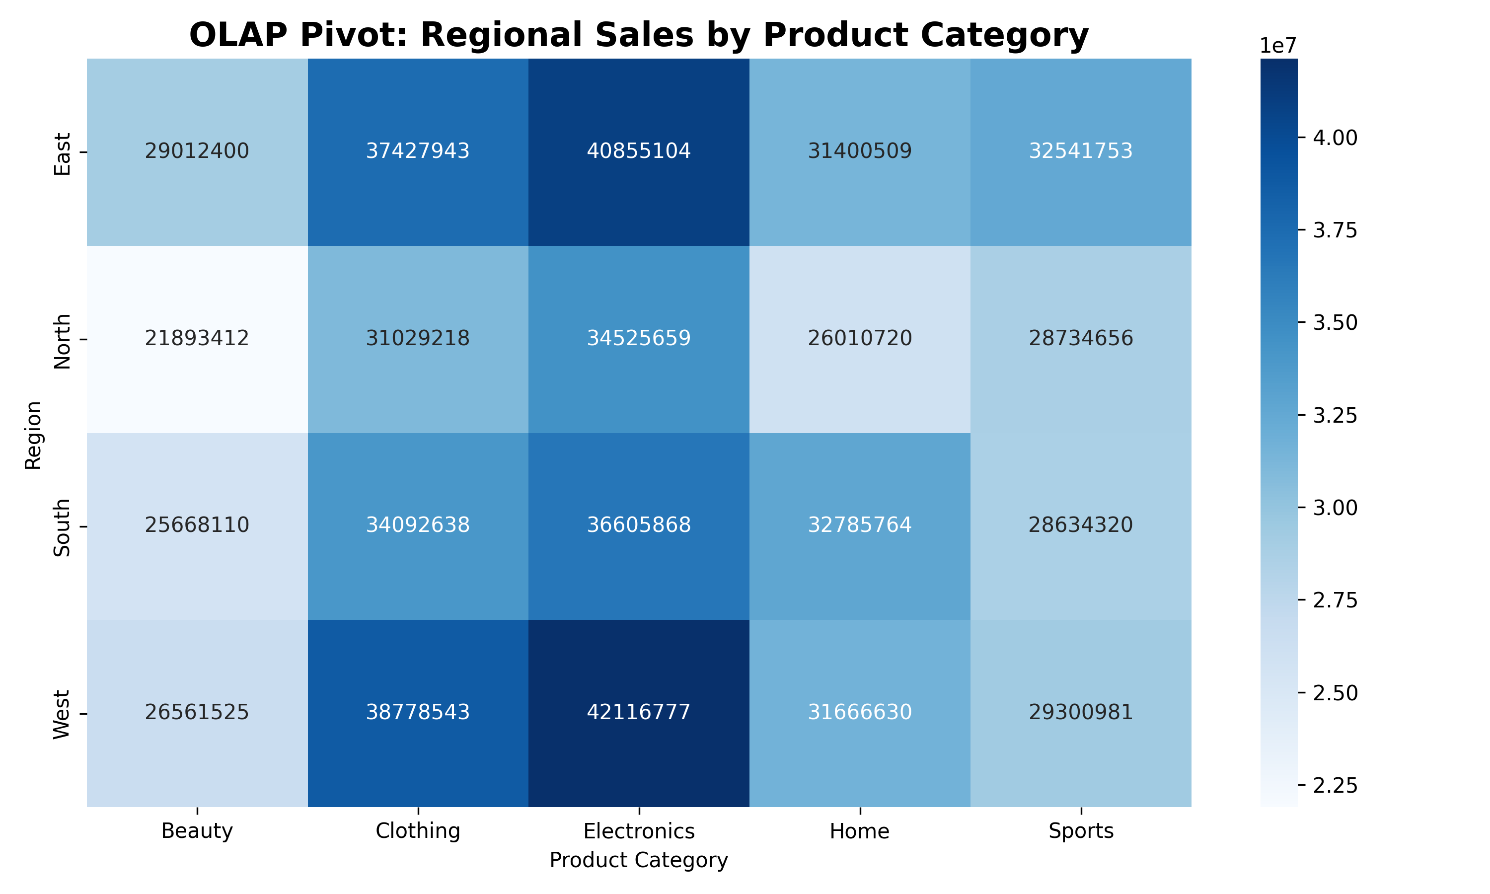 OLAP Pivot: Regional Sales by Product Category
1e7
East 29012400 37427943 40855104 31400509 32541753
North 21893412 31029218 34525659 26010720 28734656
South 25668110 34092638 36605868 32785764 28634320
West 26561525 38778543 42116777 31666630 29300981
Region
Beauty Clothing Electronics Home Sports
Product Category
4.00
3.75
3.50
3.25
3.00
2.75
2.50
2.25